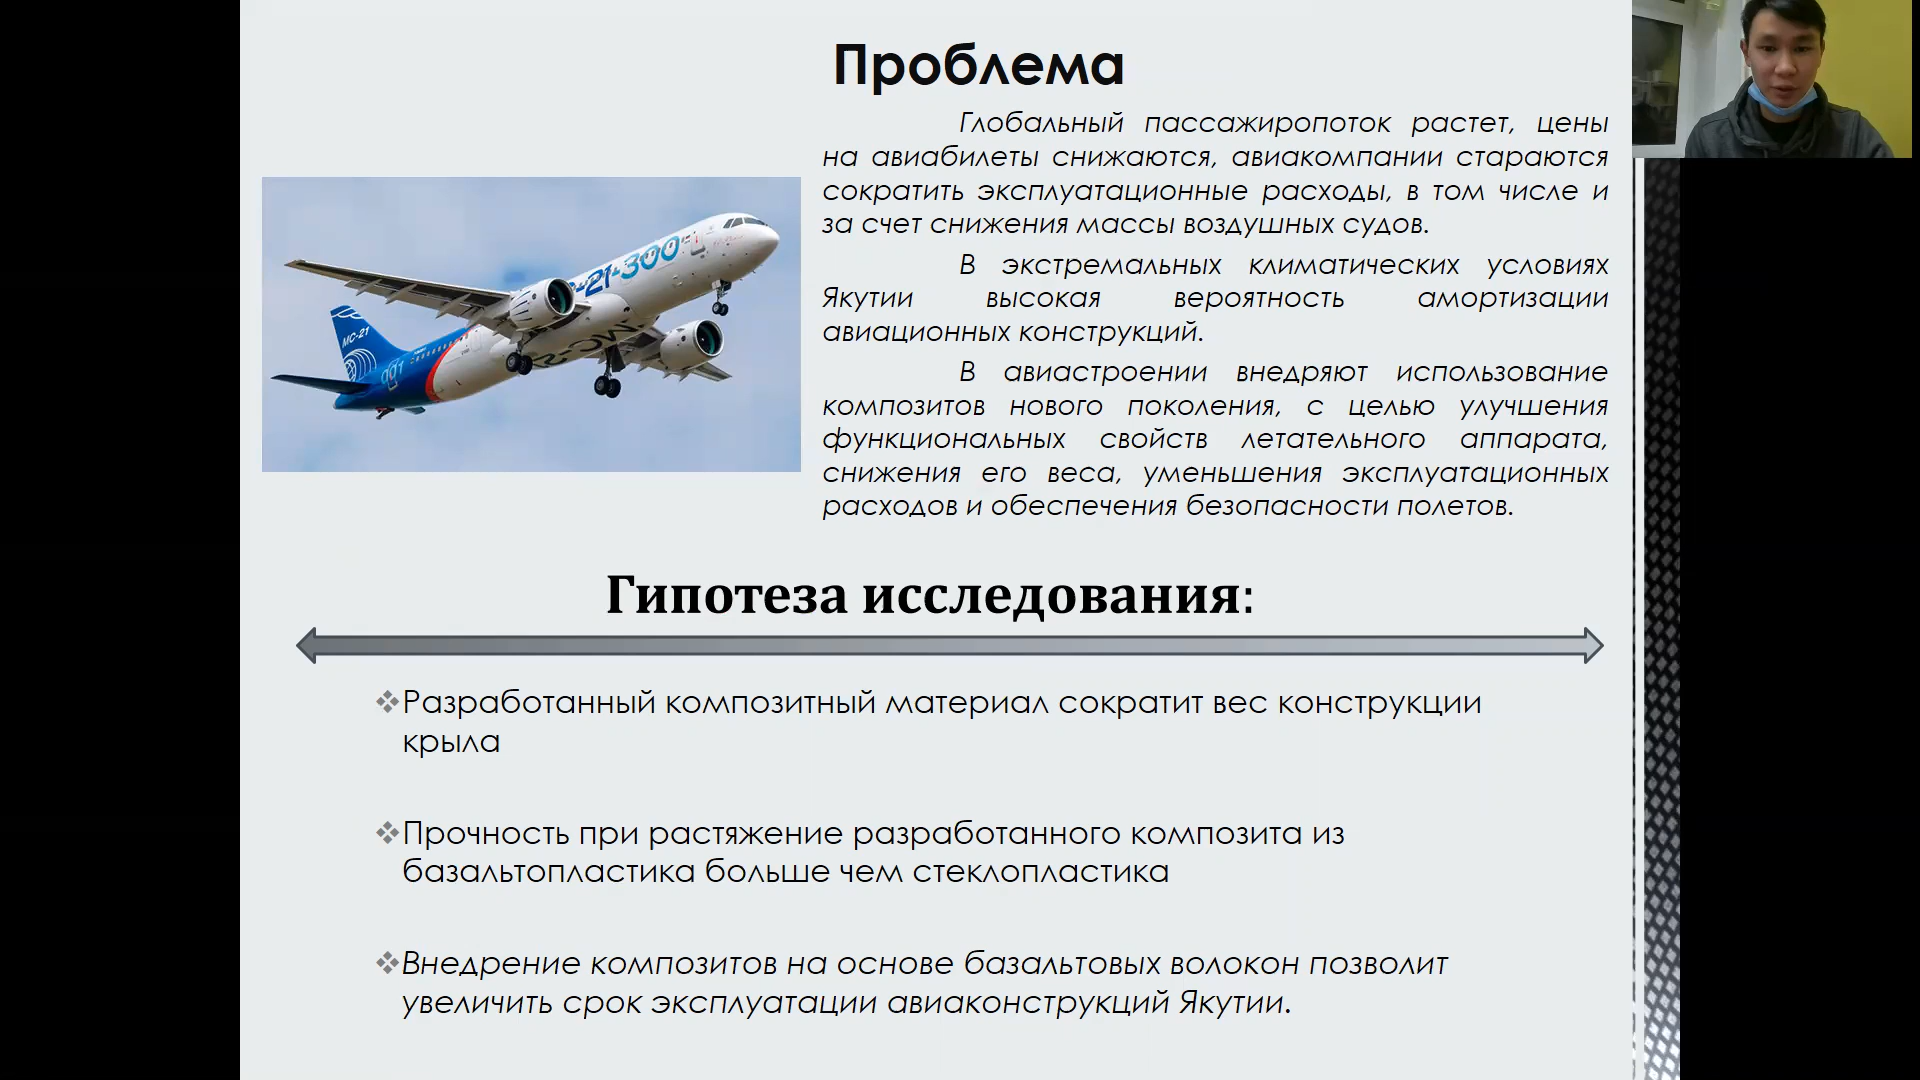 Проблема
Глобальный пассажиропоток растет, цены
на авиабилеты снижаются, авиакомпании стараются
сократить эксплуатационные расходы, в том числе и
за счет снижения массы воздушных судов.
В экстремальных климатических условиях
Якутии высокая вероятность амортизации
авиационных конструкций.
В авиастроении внедряют использование
композитов нового поколения, с целью улучшения
функциональных свойств летательного аппарата,
снижения его веса, уменьшения эксплуатационных
расходов и обеспечения безопасности полетов.
-21-300
МС-21
Гипотеза исследования:
❖Разработанный композитный материал сократит вес конструкции
крыла
❖Прочность при растяжение разработанного композита из
базальтопластика больше чем стеклопластика
❖Внедрение композитов на основе базальтовых волокон позволит
увеличить срок эксплуатации авиаконструкций Якутии.